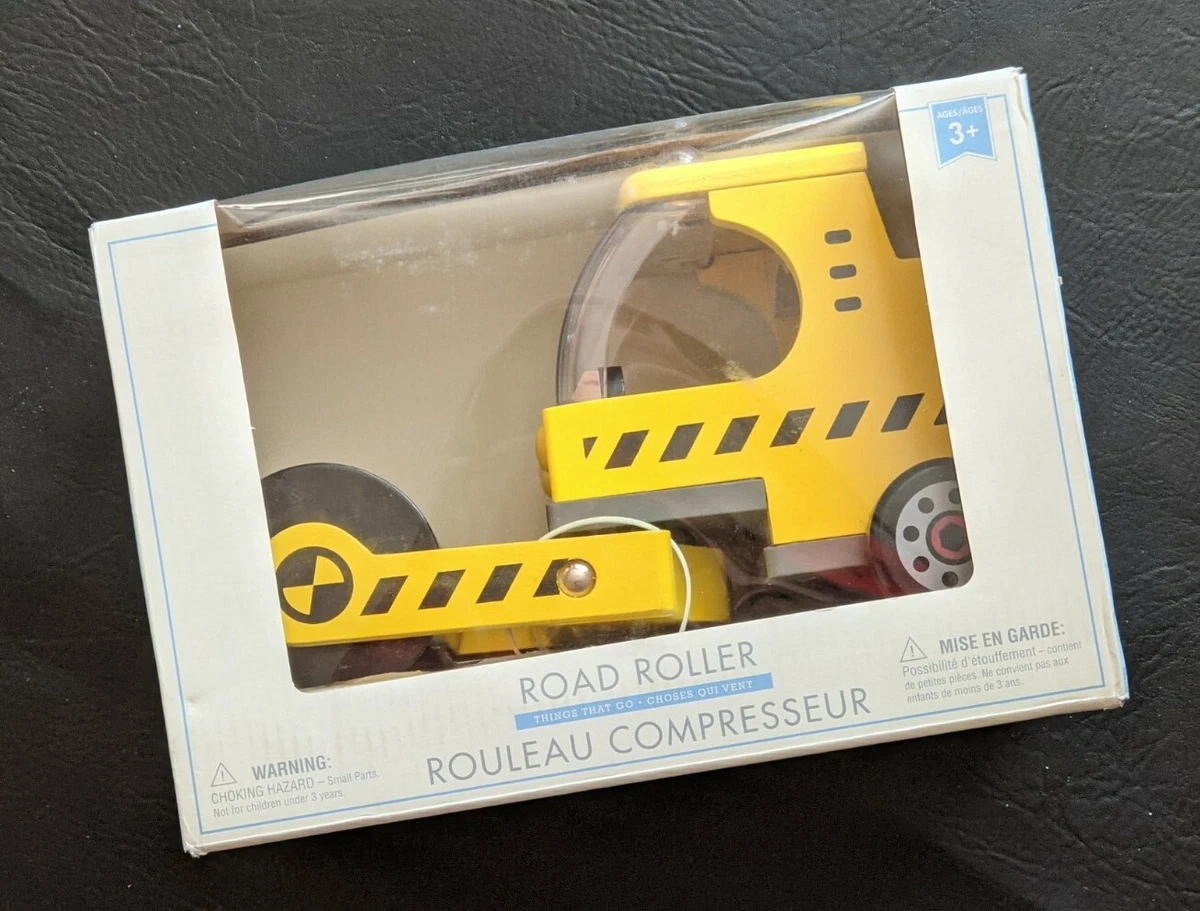 AGES / ÂGES
3+
ROAD ROLLER
THINGS THAT GO • CHOSES QUI VENT
ROULEAU COMPRESSEUR
WARNING:
CHOKING HAZARD – Small Parts.
Not for children under 3 years.
MISE EN GARDE:
Possibilité d'étouffement – contient
de petites pièces. Ne convient pas aux
enfants de moins de 3 ans.